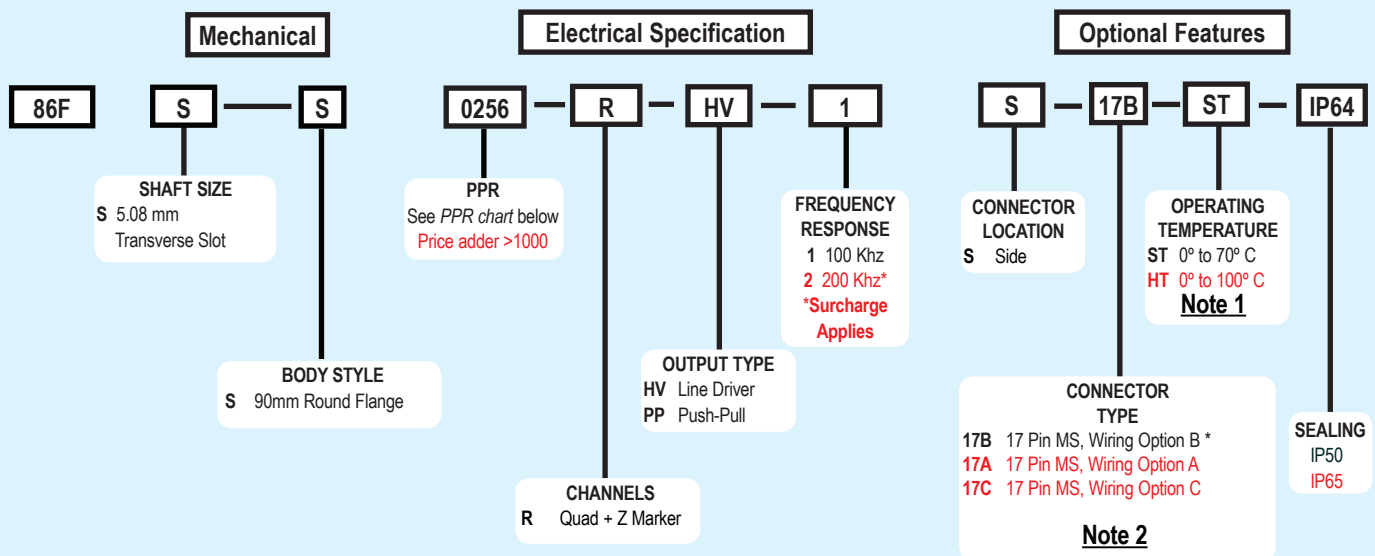 Mechanical
Electrical Specification
Optional Features
86F S S 0256 R HV 1 S 17B ST IP64
SHAFT SIZE
S 5.08 mm
Transverse Slot
PPR
See PPR chart below
Price adder >1000
FREQUENCY
RESPONSE
1 100 Khz
2 200 Khz*
*Surcharge
Applies
CONNECTOR
LOCATION
S Side
OPERATING
TEMPERATURE
ST 0º to 70º C
HT 0º to 100º C
Note 1
BODY STYLE
S 90mm Round Flange
OUTPUT TYPE
HV Line Driver
PP Push-Pull
CONNECTOR
TYPE
17B 17 Pin MS, Wiring Option B *
17A 17 Pin MS, Wiring Option A
17C 17 Pin MS, Wiring Option C
Note 2
SEALING
IP50
IP65
CHANNELS
R Quad + Z Marker